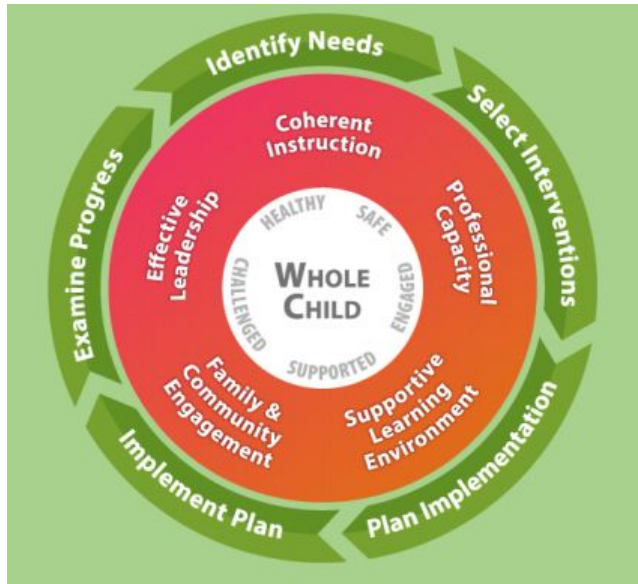 Identify Needs
Select Interventions
Plan Implementation
Implement Plan
Examine Progress
Coherent
Instruction
Professional
Capacity
Supportive
Learning
Environment
Family &
Community
Engagement
Effective
Leadership
HEALTHY
SAFE
ENGAGED
SUPPORTED
CHALLENGED
WHOLE
CHILD